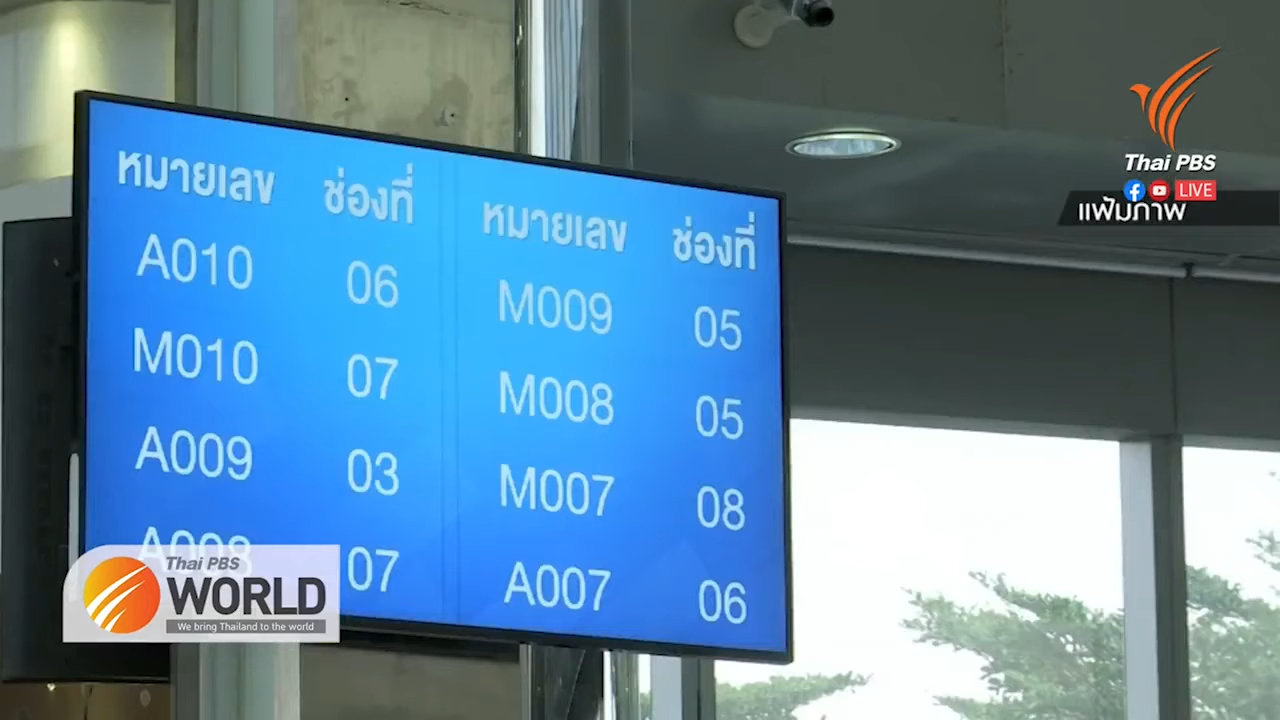 หมายเลข ช่องที่ หมายเลข ช่องที่
A010 06 M009 05
M010 07 M008 05
A009 03 M007 08
A008 07 A007 06
Thai PBS
LIVE
แฟ้มภาพ
Thai PBS
WORLD
We bring Thailand to the world